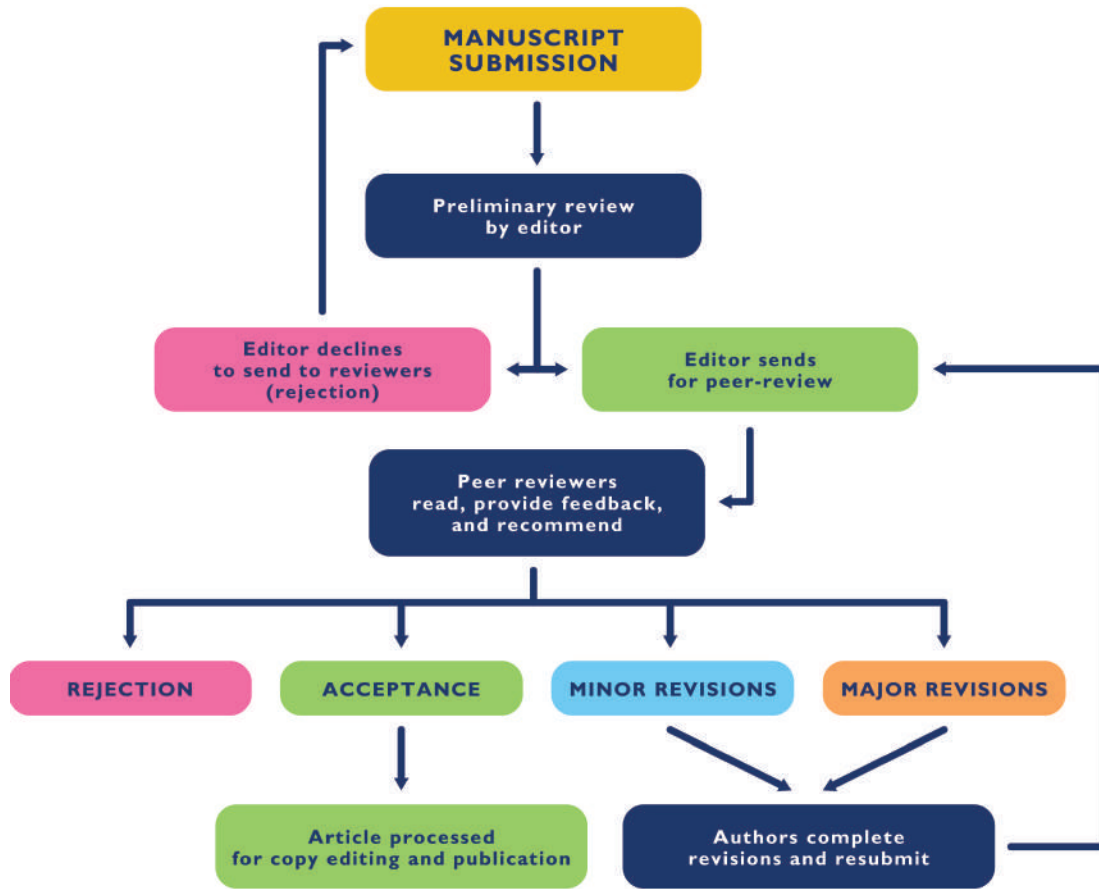 MANUSCRIPT
SUBMISSION
Preliminary review
by editor
Editor declines
to send to reviewers
(rejection)
Editor sends
for peer-review
Peer reviewers
read, provide feedback,
and recommend
REJECTION
ACCEPTANCE
MINOR REVISIONS
MAJOR REVISIONS
Article processed
for copy editing and publication
Authors complete
revisions and resubmit